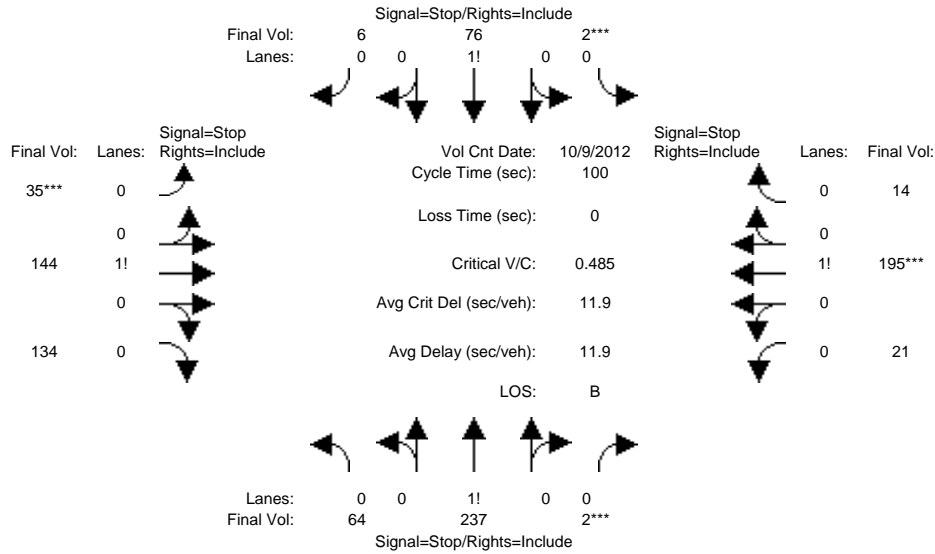 Signal=Stop/Rights=Include
Final Vol: 6 76 2***
Lanes: 0 0 1! 0 0
Signal=Stop Signal=Stop
Final Vol: Lanes: Rights=Include Vol Cnt Date: 10/9/2012 Rights=Include Lanes: Final Vol:
Cycle Time (sec): 100
35*** 0 0 14
Loss Time (sec): 0
0 0
144 1! Critical V/C: 0.485 1! 195***
0 Avg Crit Del (sec/veh): 11.9 0
134 0 Avg Delay (sec/veh): 11.9 0 21
LOS: B
Lanes: 0 0 1! 0 0
Final Vol: 64 237 2***
Signal=Stop/Rights=Include